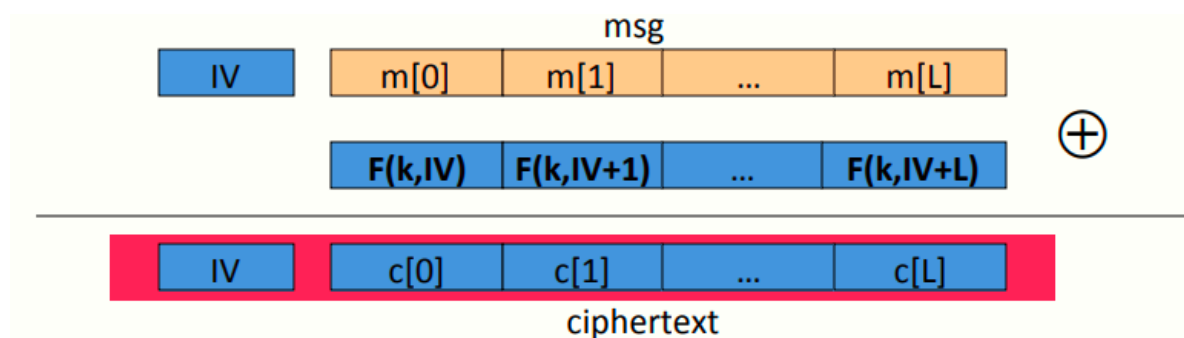 msg
IV m[0] m[1] ... m[L]
⊕
F(k,IV) F(k,IV+1) ... F(k,IV+L)
IV c[0] c[1] ... c[L]
ciphertext